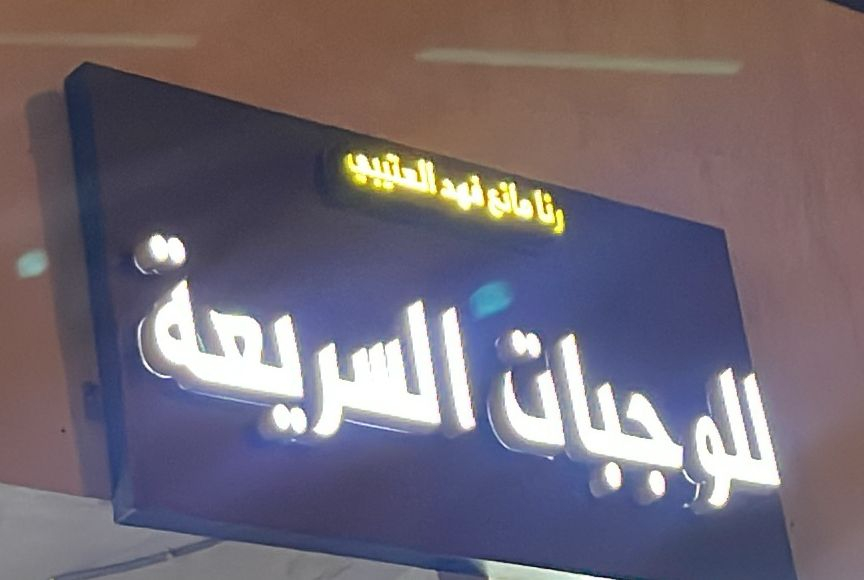 رنا مانع فهد العتيبي
للوجبات السريعة